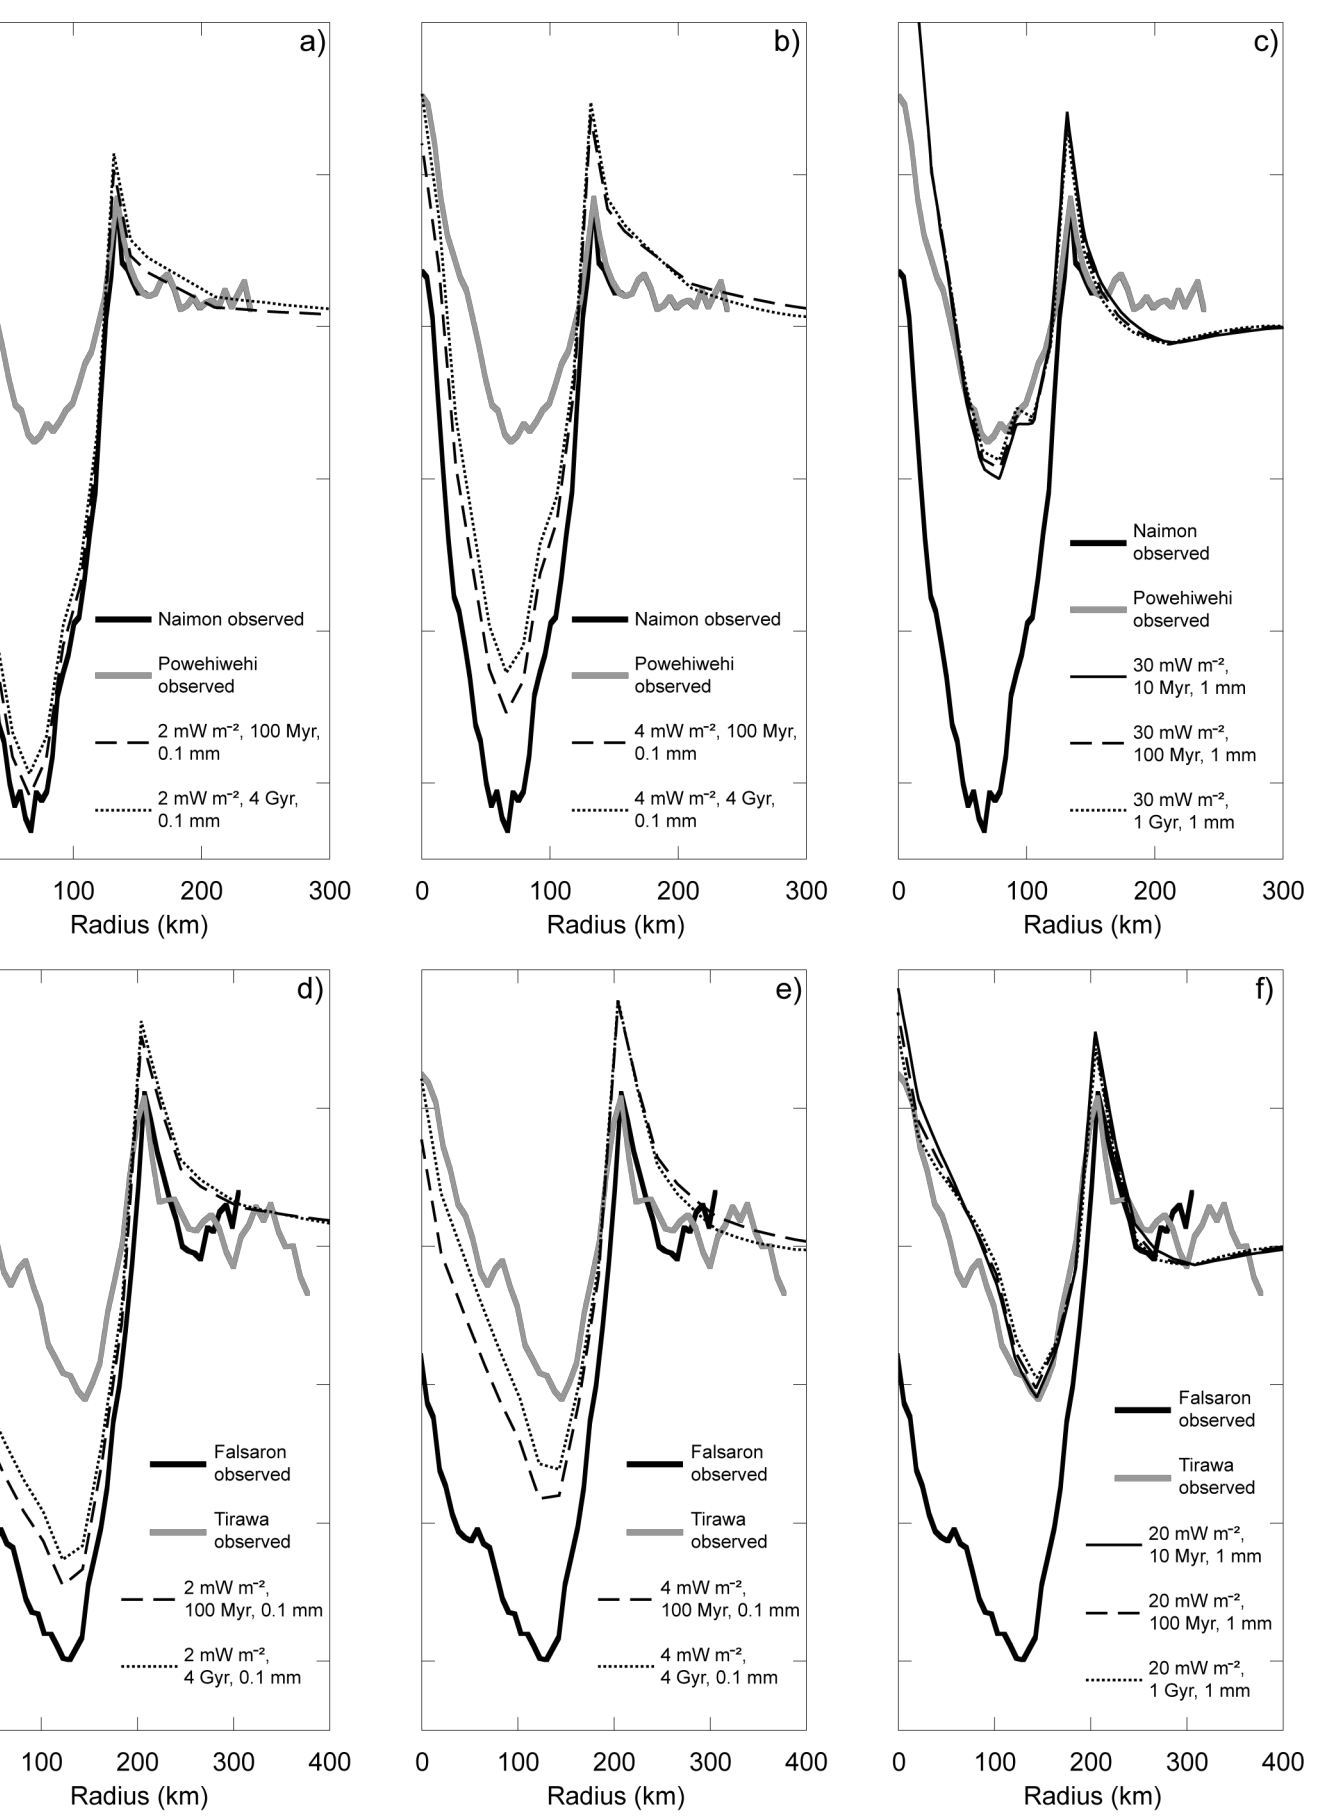 a)
Naimon observed
Powehiwehi
observed
2 mW m⁻², 100 Myr,
0.1 mm
2 mW m⁻², 4 Gyr,
0.1 mm
100 200 300
Radius (km)
b)
Naimon observed
Powehiwehi
observed
4 mW m⁻², 100 Myr,
0.1 mm
4 mW m⁻², 4 Gyr,
0.1 mm
0 100 200 300
Radius (km)
c)
Naimon
observed
Powehiwehi
observed
30 mW m⁻²,
10 Myr, 1 mm
30 mW m⁻²,
100 Myr, 1 mm
30 mW m⁻²,
1 Gyr, 1 mm
0 100 200 300
Radius (km)
d)
Falsaron
observed
Tirawa
observed
2 mW m⁻²,
100 Myr, 0.1 mm
2 mW m⁻²,
4 Gyr, 0.1 mm
100 200 300 400
Radius (km)
e)
Falsaron
observed
Tirawa
observed
4 mW m⁻²,
100 Myr, 0.1 mm
4 mW m⁻²,
4 Gyr, 0.1 mm
0 100 200 300 400
Radius (km)
f)
Falsaron
observed
Tirawa
observed
20 mW m⁻²,
10 Myr, 1 mm
20 mW m⁻²,
100 Myr, 1 mm
20 mW m⁻²,
1 Gyr, 1 mm
0 100 200 300 400
Radius (km)